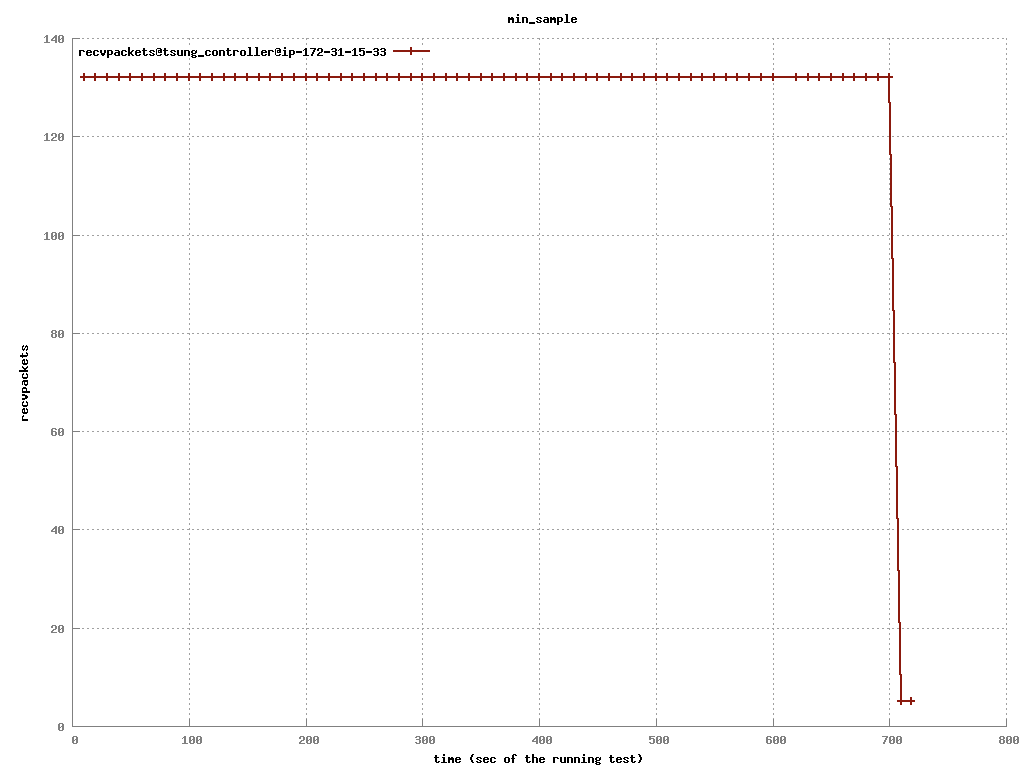 min_sample
recvpackets@tsung_controller@ip-172-31-15-33
140
120
100
80
60
40
20
0
recvpackets
0 100 200 300 400 500 600 700 800
time (sec of the running test)